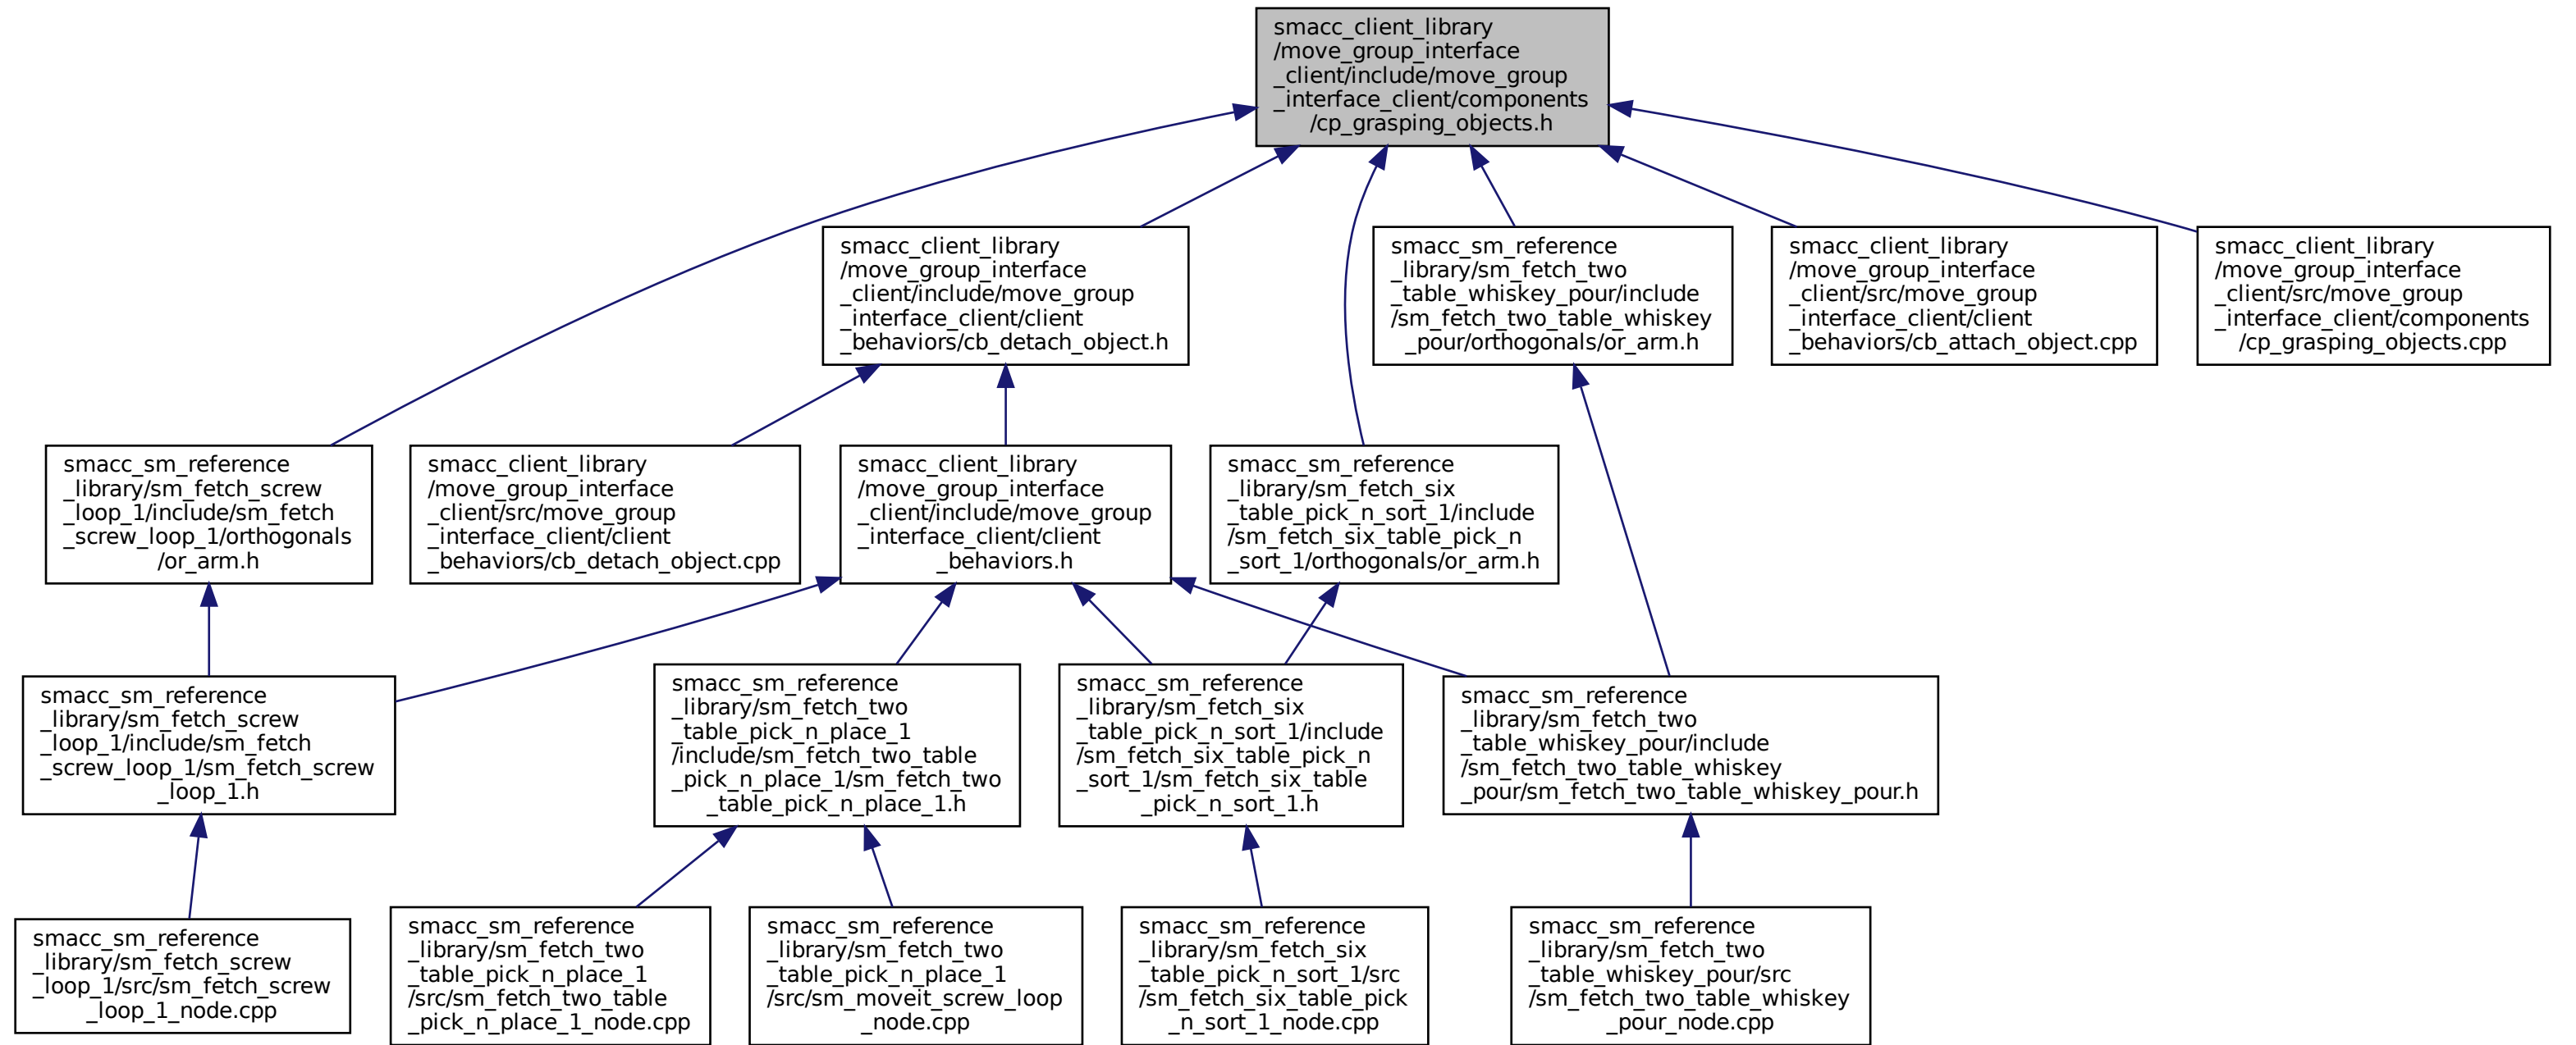 smacc_client_library
/move_group_interface
_client/include/move_group
_interface_client/components
/cp_grasping_objects.h
smacc_client_library
/move_group_interface
_client/include/move_group
_interface_client/client
_behaviors/cb_detach_object.h
smacc_sm_reference
_library/sm_fetch_two
_table_whiskey_pour/include
/sm_fetch_two_table_whiskey
_pour/orthogonals/or_arm.h
smacc_client_library
/move_group_interface
_client/src/move_group
_interface_client/client
_behaviors/cb_attach_object.cpp
smacc_client_library
/move_group_interface
_client/src/move_group
_interface_client/components
/cp_grasping_objects.cpp
smacc_sm_reference
_library/sm_fetch_screw
_loop_1/include/sm_fetch
_screw_loop_1/orthogonals
/or_arm.h
smacc_client_library
/move_group_interface
_client/src/move_group
_interface_client/client
_behaviors/cb_detach_object.cpp
smacc_client_library
/move_group_interface
_client/include/move_group
_interface_client/client
_behaviors.h
smacc_sm_reference
_library/sm_fetch_six
_table_pick_n_sort_1/include
/sm_fetch_six_table_pick_n
_sort_1/orthogonals/or_arm.h
smacc_sm_reference
_library/sm_fetch_screw
_loop_1/include/sm_fetch
_screw_loop_1/sm_fetch_screw
_loop_1.h
smacc_sm_reference
_library/sm_fetch_two
_table_pick_n_place_1
/include/sm_fetch_two_table
_pick_n_place_1/sm_fetch_two
_table_pick_n_place_1.h
smacc_sm_reference
_library/sm_fetch_six
_table_pick_n_sort_1/include
/sm_fetch_six_table_pick_n
_sort_1/sm_fetch_six_table
_pick_n_sort_1.h
smacc_sm_reference
_library/sm_fetch_two
_table_whiskey_pour/include
/sm_fetch_two_table_whiskey
_pour/sm_fetch_two_table_whiskey_pour.h
smacc_sm_reference
_library/sm_fetch_screw
_loop_1/src/sm_fetch_screw
_loop_1_node.cpp
smacc_sm_reference
_library/sm_fetch_two
_table_pick_n_place_1
/src/sm_fetch_two_table
_pick_n_place_1_node.cpp
smacc_sm_reference
_library/sm_fetch_two
_table_pick_n_place_1
/src/sm_moveit_screw_loop
_node.cpp
smacc_sm_reference
_library/sm_fetch_six
_table_pick_n_sort_1/src
/sm_fetch_six_table_pick
_n_sort_1_node.cpp
smacc_sm_reference
_library/sm_fetch_two
_table_whiskey_pour/src
/sm_fetch_two_table_whiskey
_pour_node.cpp